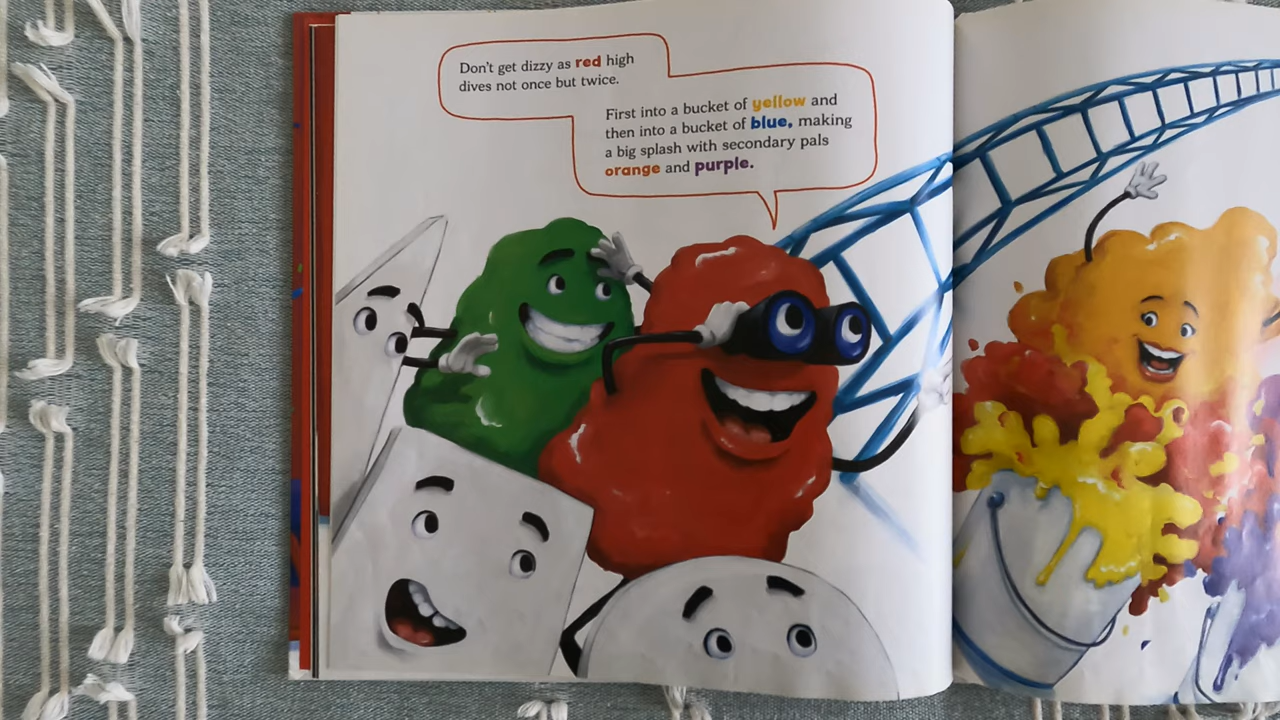 Don't get dizzy as red high
dives not once but twice.
First into a bucket of yellow and
then into a bucket of blue, making
a big splash with secondary pals
orange and purple.